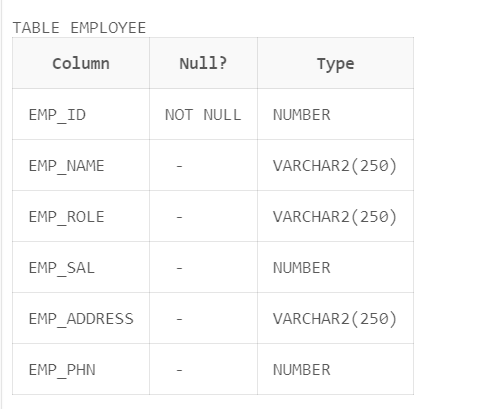 TABLE EMPLOYEE
Column Null? Type
EMP_ID NOT NULL NUMBER
EMP_NAME - VARCHAR2(250)
EMP_ROLE - VARCHAR2(250)
EMP_SAL - NUMBER
EMP_ADDRESS - VARCHAR2(250)
EMP_PHN - NUMBER